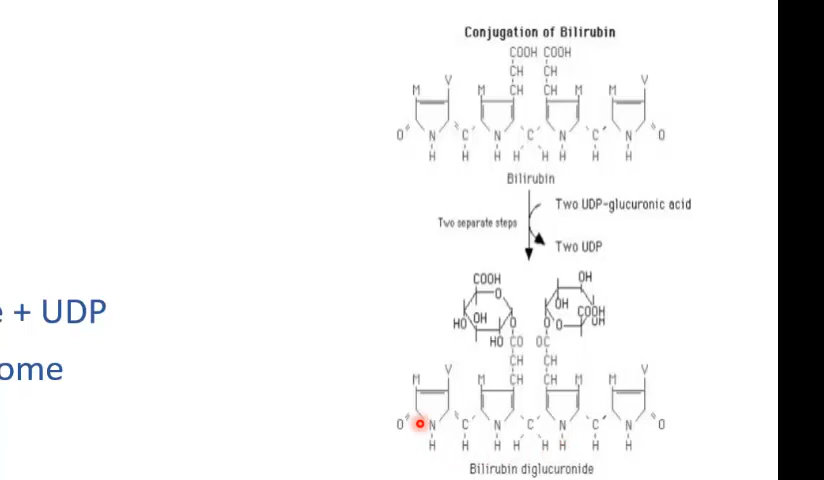 Conjugation of Bilirubin
COOH COOH
CH CH
V V
M CH CH M
M M
O N C N C N C N O
H H H H H H H H
Bilirubin
Two UDP-glucuronic acid
Two separate steps
Two UDP
COOH OH
O OH
HO OH O O O COOH
OH
HO CO OC
CH CH
V V
M M CH CH M M
O N C N C N C N O
H H H H H H H H
Bilirubin diglucuronide
e + UDP
ome